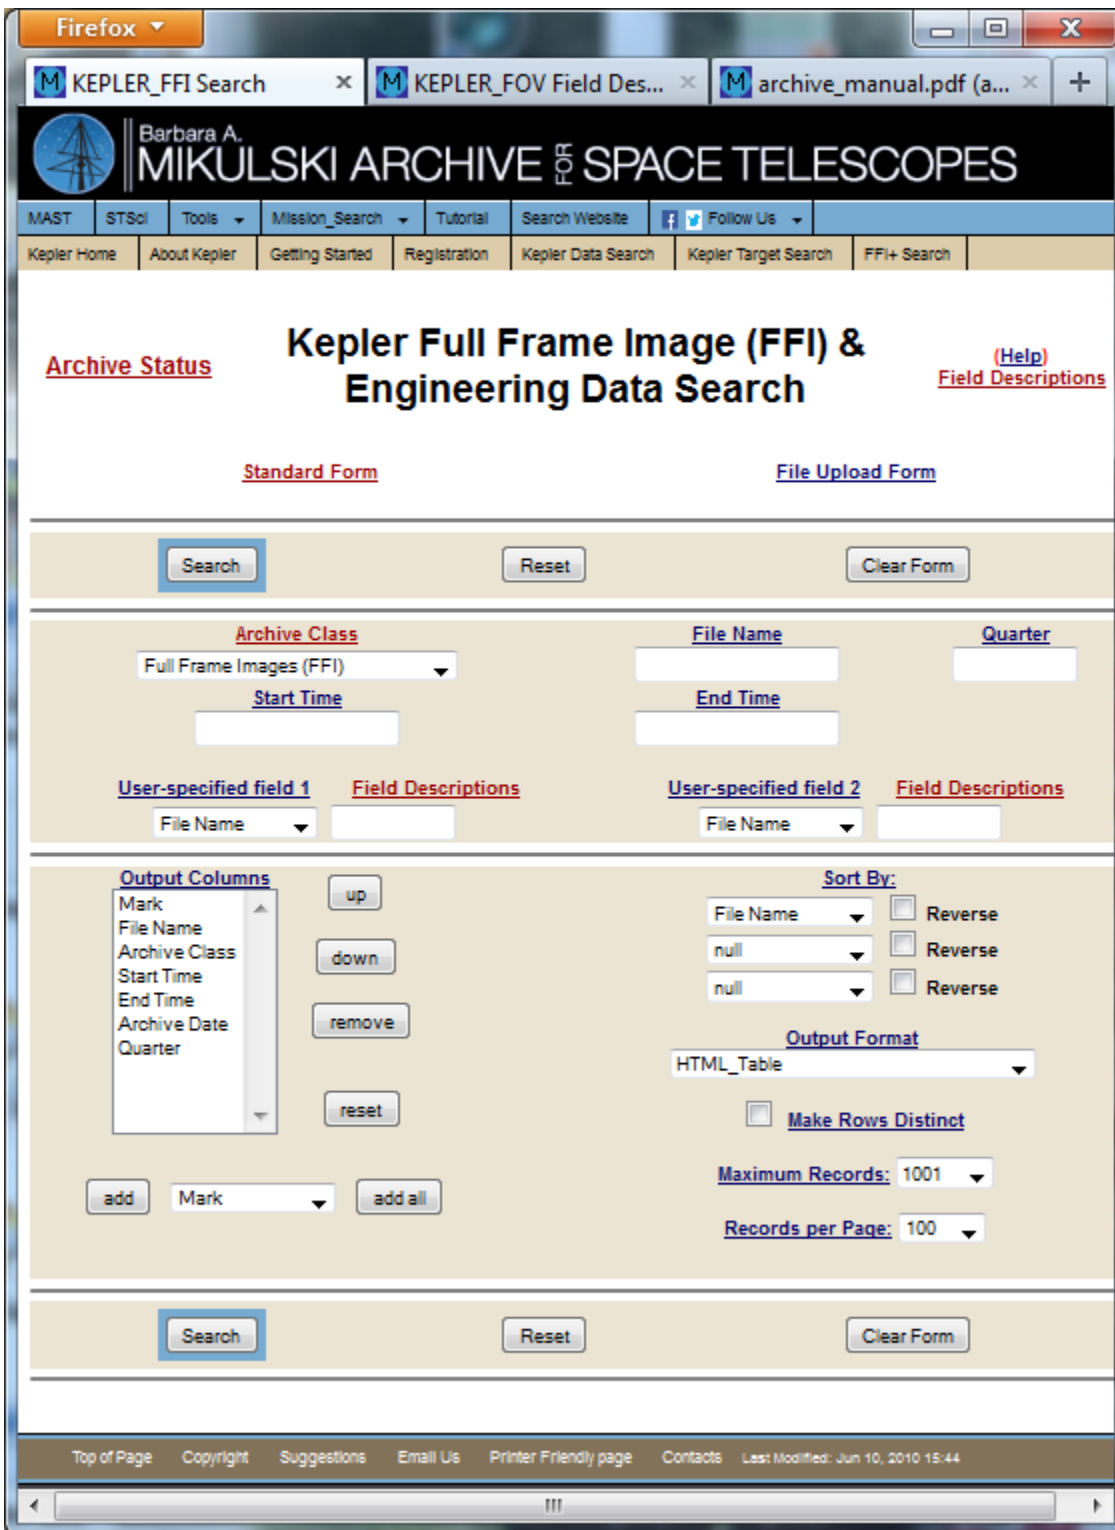 Firefox
KEPLER_FFI Search × KEPLER_FOV Field Des... × archive_manual.pdf (a... × +
Barbara A.
MIKULSKI ARCHIVE FOR SPACE TELESCOPES
MAST STScI Tools Mission_Search Tutorial Search Website Follow Us
Kepler Home About Kepler Getting Started Registration Kepler Data Search Kepler Target Search FFI+ Search
Kepler Full Frame Image (FFI) &
Archive Status (Help)
Engineering Data Search Field Descriptions
Standard Form File Upload Form
Search Reset Clear Form
Archive Class File Name Quarter
Full Frame Images (FFI)
Start Time End Time
User-specified field 1 Field Descriptions User-specified field 2 Field Descriptions
File Name File Name
Output Columns Sort By:
Mark up
File Name File Name Reverse
Archive Class down null Reverse
Start Time null Reverse
End Time
Archive Date remove
Quarter Output Format
HTML_Table
reset Make Rows Distinct
Maximum Records: 1001
add Mark add all
Records per Page: 100
Search Reset Clear Form
Top of Page Copyright Suggestions Email Us Printer Friendly page Contacts Last Modified: Jun 10, 2010 15:44